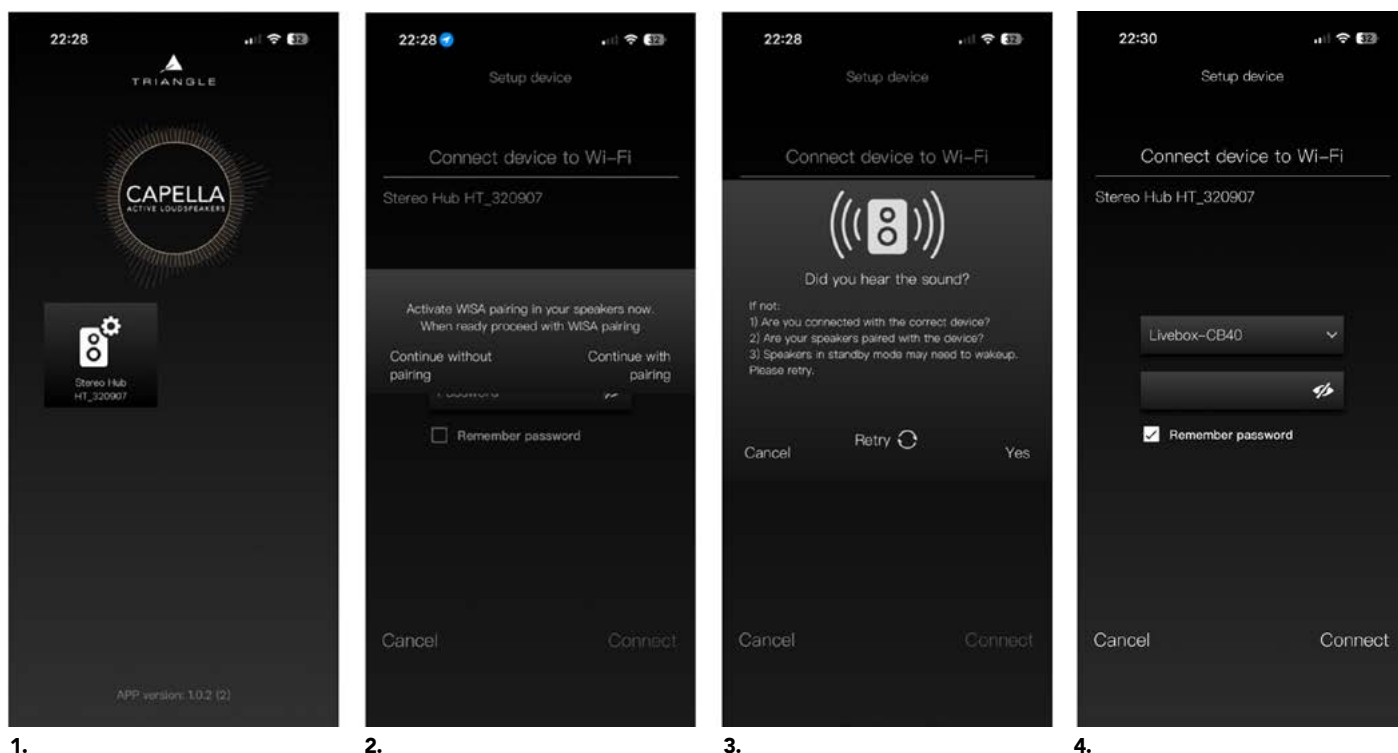 22:28
32
TRIANGLE
CAPELLA
ACTIVE LOUDSPEAKERS
Stereo Hub
HT_320907
APP version: 1.0.2 (2)
1.
22:28
32
Setup device
Connect device to Wi-Fi
Stereo Hub HT_320907
Activate WISA pairing in your speakers now.
When ready proceed with WISA pairing
Continue without
pairing
Continue with
pairing
Remember password
Cancel
Connect
2.
22:28
32
Setup device
Connect device to Wi-Fi
Did you hear the sound?
If not:
1) Are you connected with the correct device?
2) Are your speakers paired with the device?
3) Speakers in standby mode may need to wakeup.
Please retry.
Cancel
Retry
Yes
Cancel
Connect
3.
22:30
32
Setup device
Connect device to Wi-Fi
Stereo Hub HT_320907
Livebox-CB40
Remember password
Cancel
Connect
4.